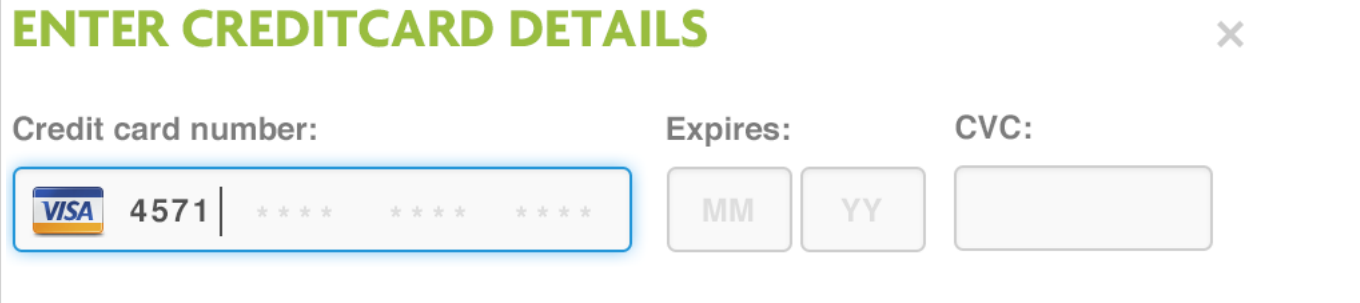 ENTER CREDITCARD DETAILS ×
Credit card number: Expires: CVC:
VISA 4571 **** **** **** MM YY